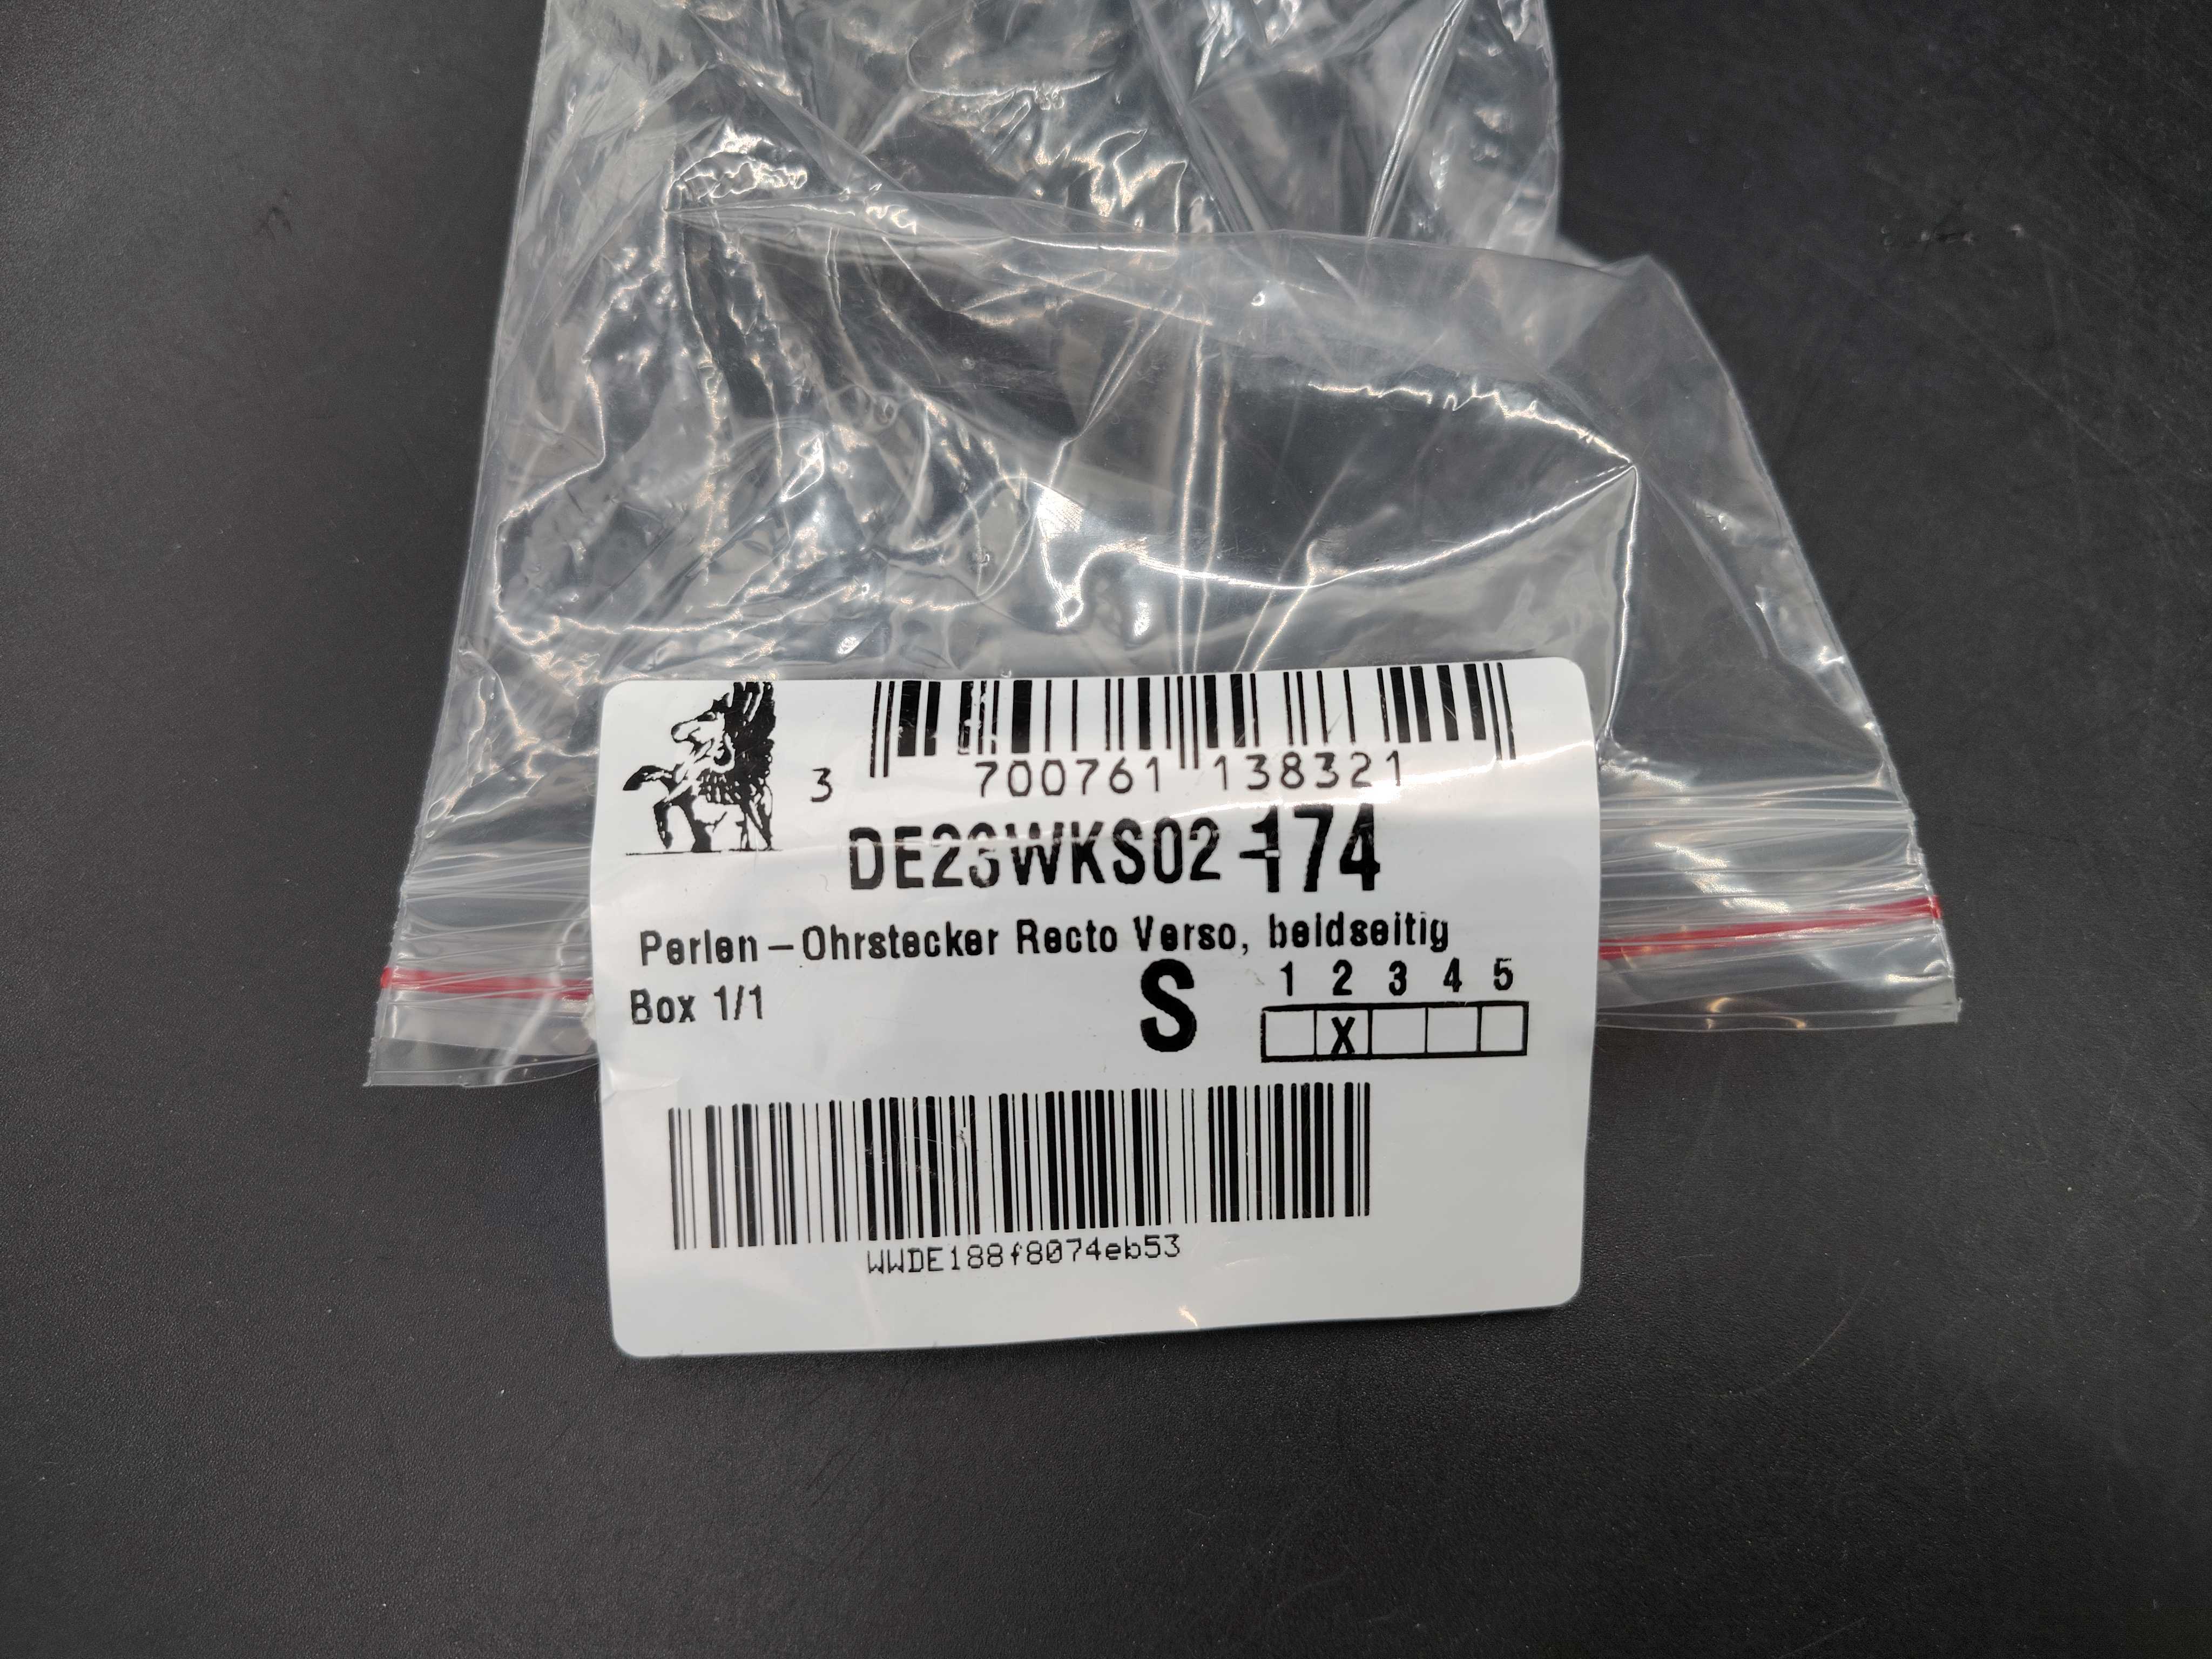 3 700761 138321
DE23WKS02-174
Perlen-Ohrstecker Recto Verso, beidseitig
Box 1/1 S 1 2 3 4 5
X
WWDE188f8074eb53